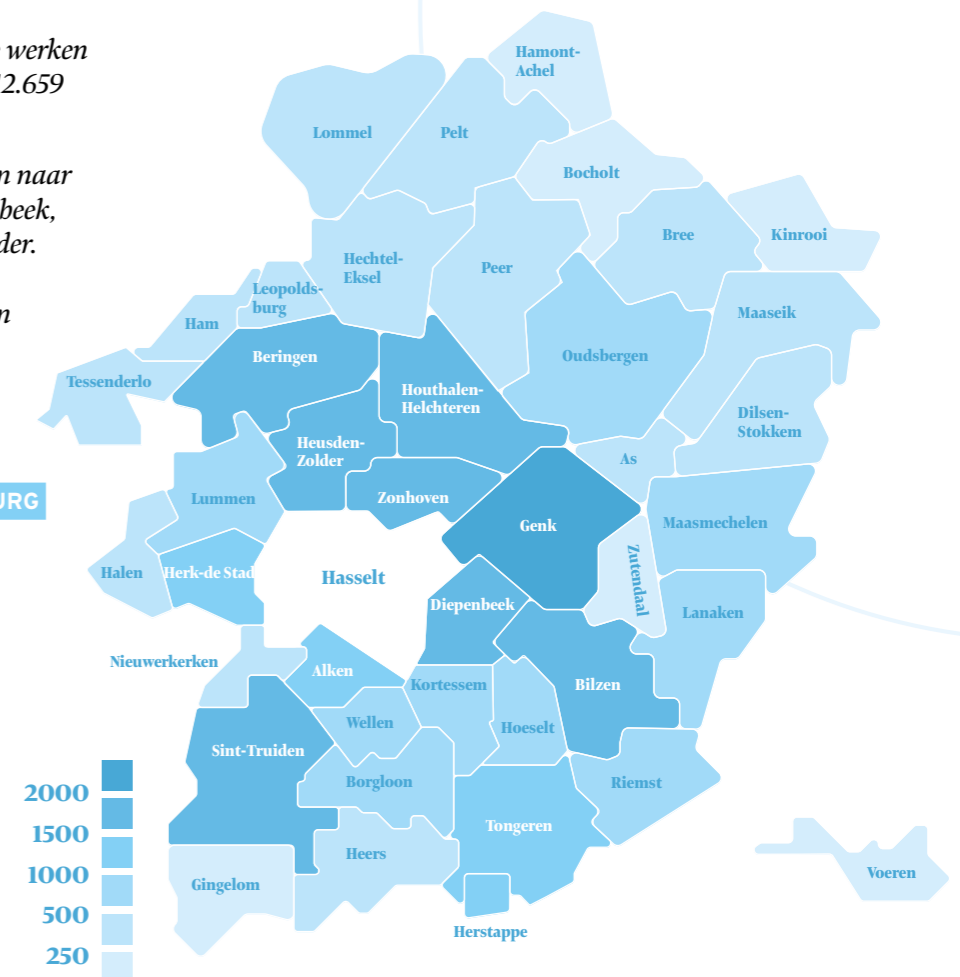 werken
2.659
n naar
beek,
der.
n
URG
Hamont-
Achel
Lommel
Pelt
Bocholt
Bree
Kinrooi
Hechtel-
Eksel
Peer
Leopolds-
burg
Ham
Maaseik
Beringen
Oudsbergen
Tessenderlo
Houthalen-
Helchteren
Dilsen-
Stokkem
Heusden-
Zolder
As
Lummen
Zonhoven
Genk
Maasmechelen
Halen
Herk-de Stad
Hasselt
Zutendaal
Diepenbeek
Lanaken
Nieuwerkerken
Alken
Kortessem
Bilzen
Wellen
Hoeselt
Sint-Truiden
Borgloon
Riemst
Tongeren
Heers
Gingelom
Voeren
Herstappe
2000
1500
1000
500
250